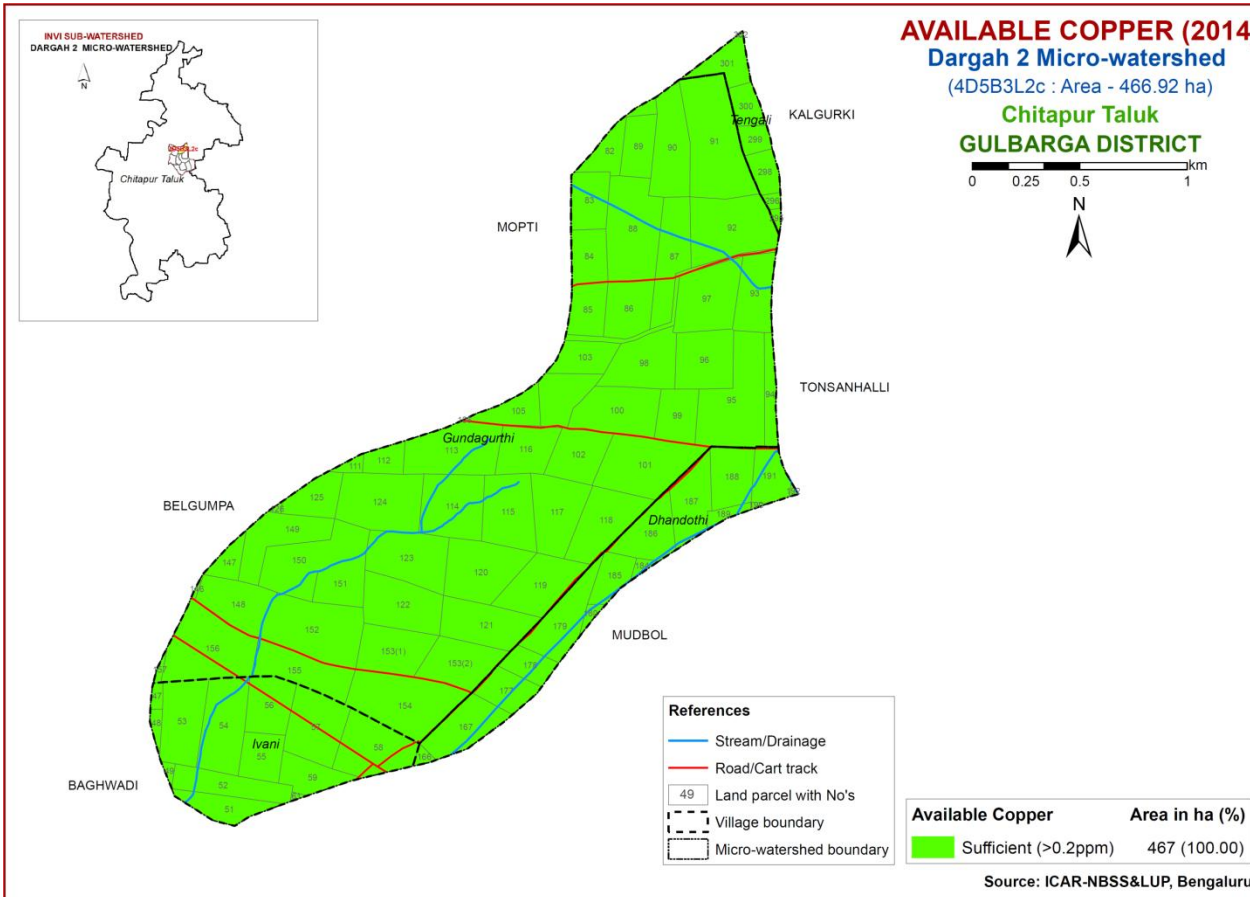 INVI SUB-WATERSHED
DARGAH 2 MICRO-WATERSHED
N
Chitapur Taluk
AVAILABLE COPPER (2014
Dargah 2 Micro-watershed
(4D5B3L2c : Area - 466.92 ha)
Chitapur Taluk
GULBARGA DISTRICT
km
0 0.25 0.5 1
N
KALGURKI
MOPTI
TONSANHALLI
BELGUMPA
MUDBOL
BAGHWADI
301
300
Tengali
299
298
82 89 90 91
83 88 87 92
84
85 86 97 93
103 98 96
105 100 99 95 94
Gundagurthi
111 112 113 116 102 101
125 124 114 115 117 118
188 191
187
Dhandothi
186 189
149
147 150 151 123 120 119
185 184
148 122 121
152 179
156 153(1) 153(2) 178
155 177
47
48 53 54 56 57 154 167
Ivani
55 58 166
52 59
51
References
Stream/Drainage
Road/Cart track
49 Land parcel with No's
Village boundary
Micro-watershed boundary
Available Copper Area in ha (%)
Sufficient (>0.2ppm) 467 (100.00)
Source: ICAR-NBSS&LUP, Bengaluru